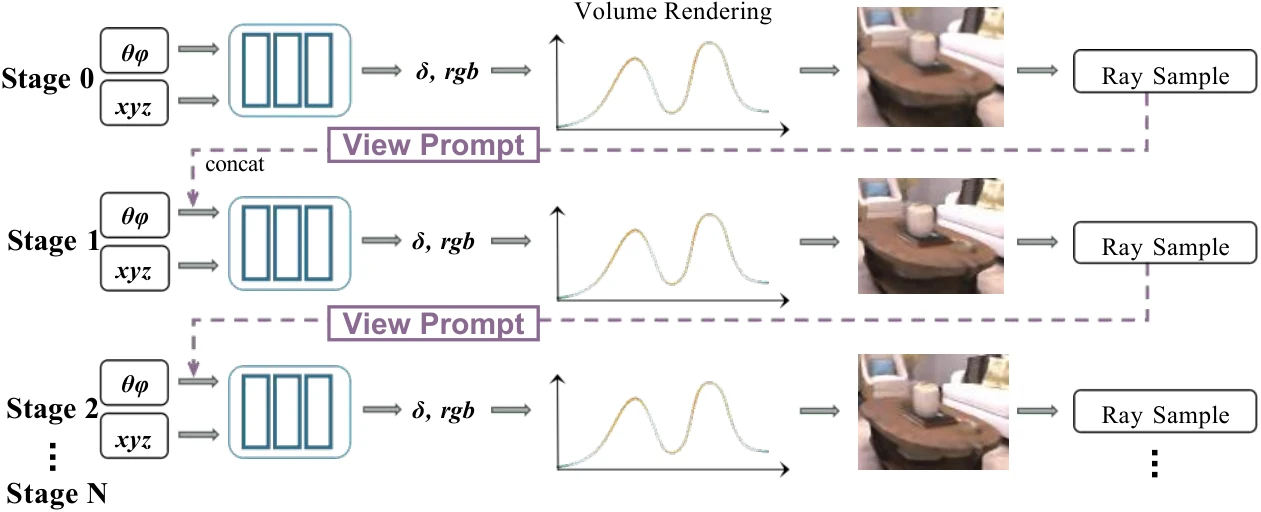 Volume Rendering
Stage 0
θφ
xyz
δ, rgb
Ray Sample
View Prompt
concat
Stage 1
θφ
xyz
δ, rgb
Ray Sample
View Prompt
Stage 2
θφ
xyz
δ, rgb
Ray Sample
Stage N